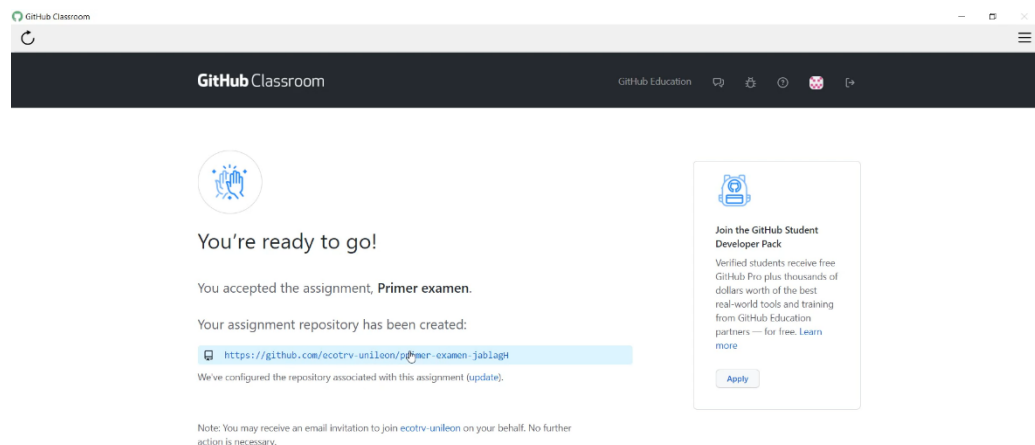 GitHub Classroom
GitHub Classroom
GitHub Education
You're ready to go!
You accepted the assignment, Primer examen.
Your assignment repository has been created:
https://github.com/ecotrv-unileon/primer-examen-jablagH
We've configured the repository associated with this assignment (update).
Note: You may receive an email invitation to join ecotrv-unileon on your behalf. No further
action is necessary.
Join the GitHub Student
Developer Pack
Verified students receive free
GitHub Pro plus thousands of
dollars worth of the best
real-world tools and training
from GitHub Education
partners — for free. Learn
more
Apply